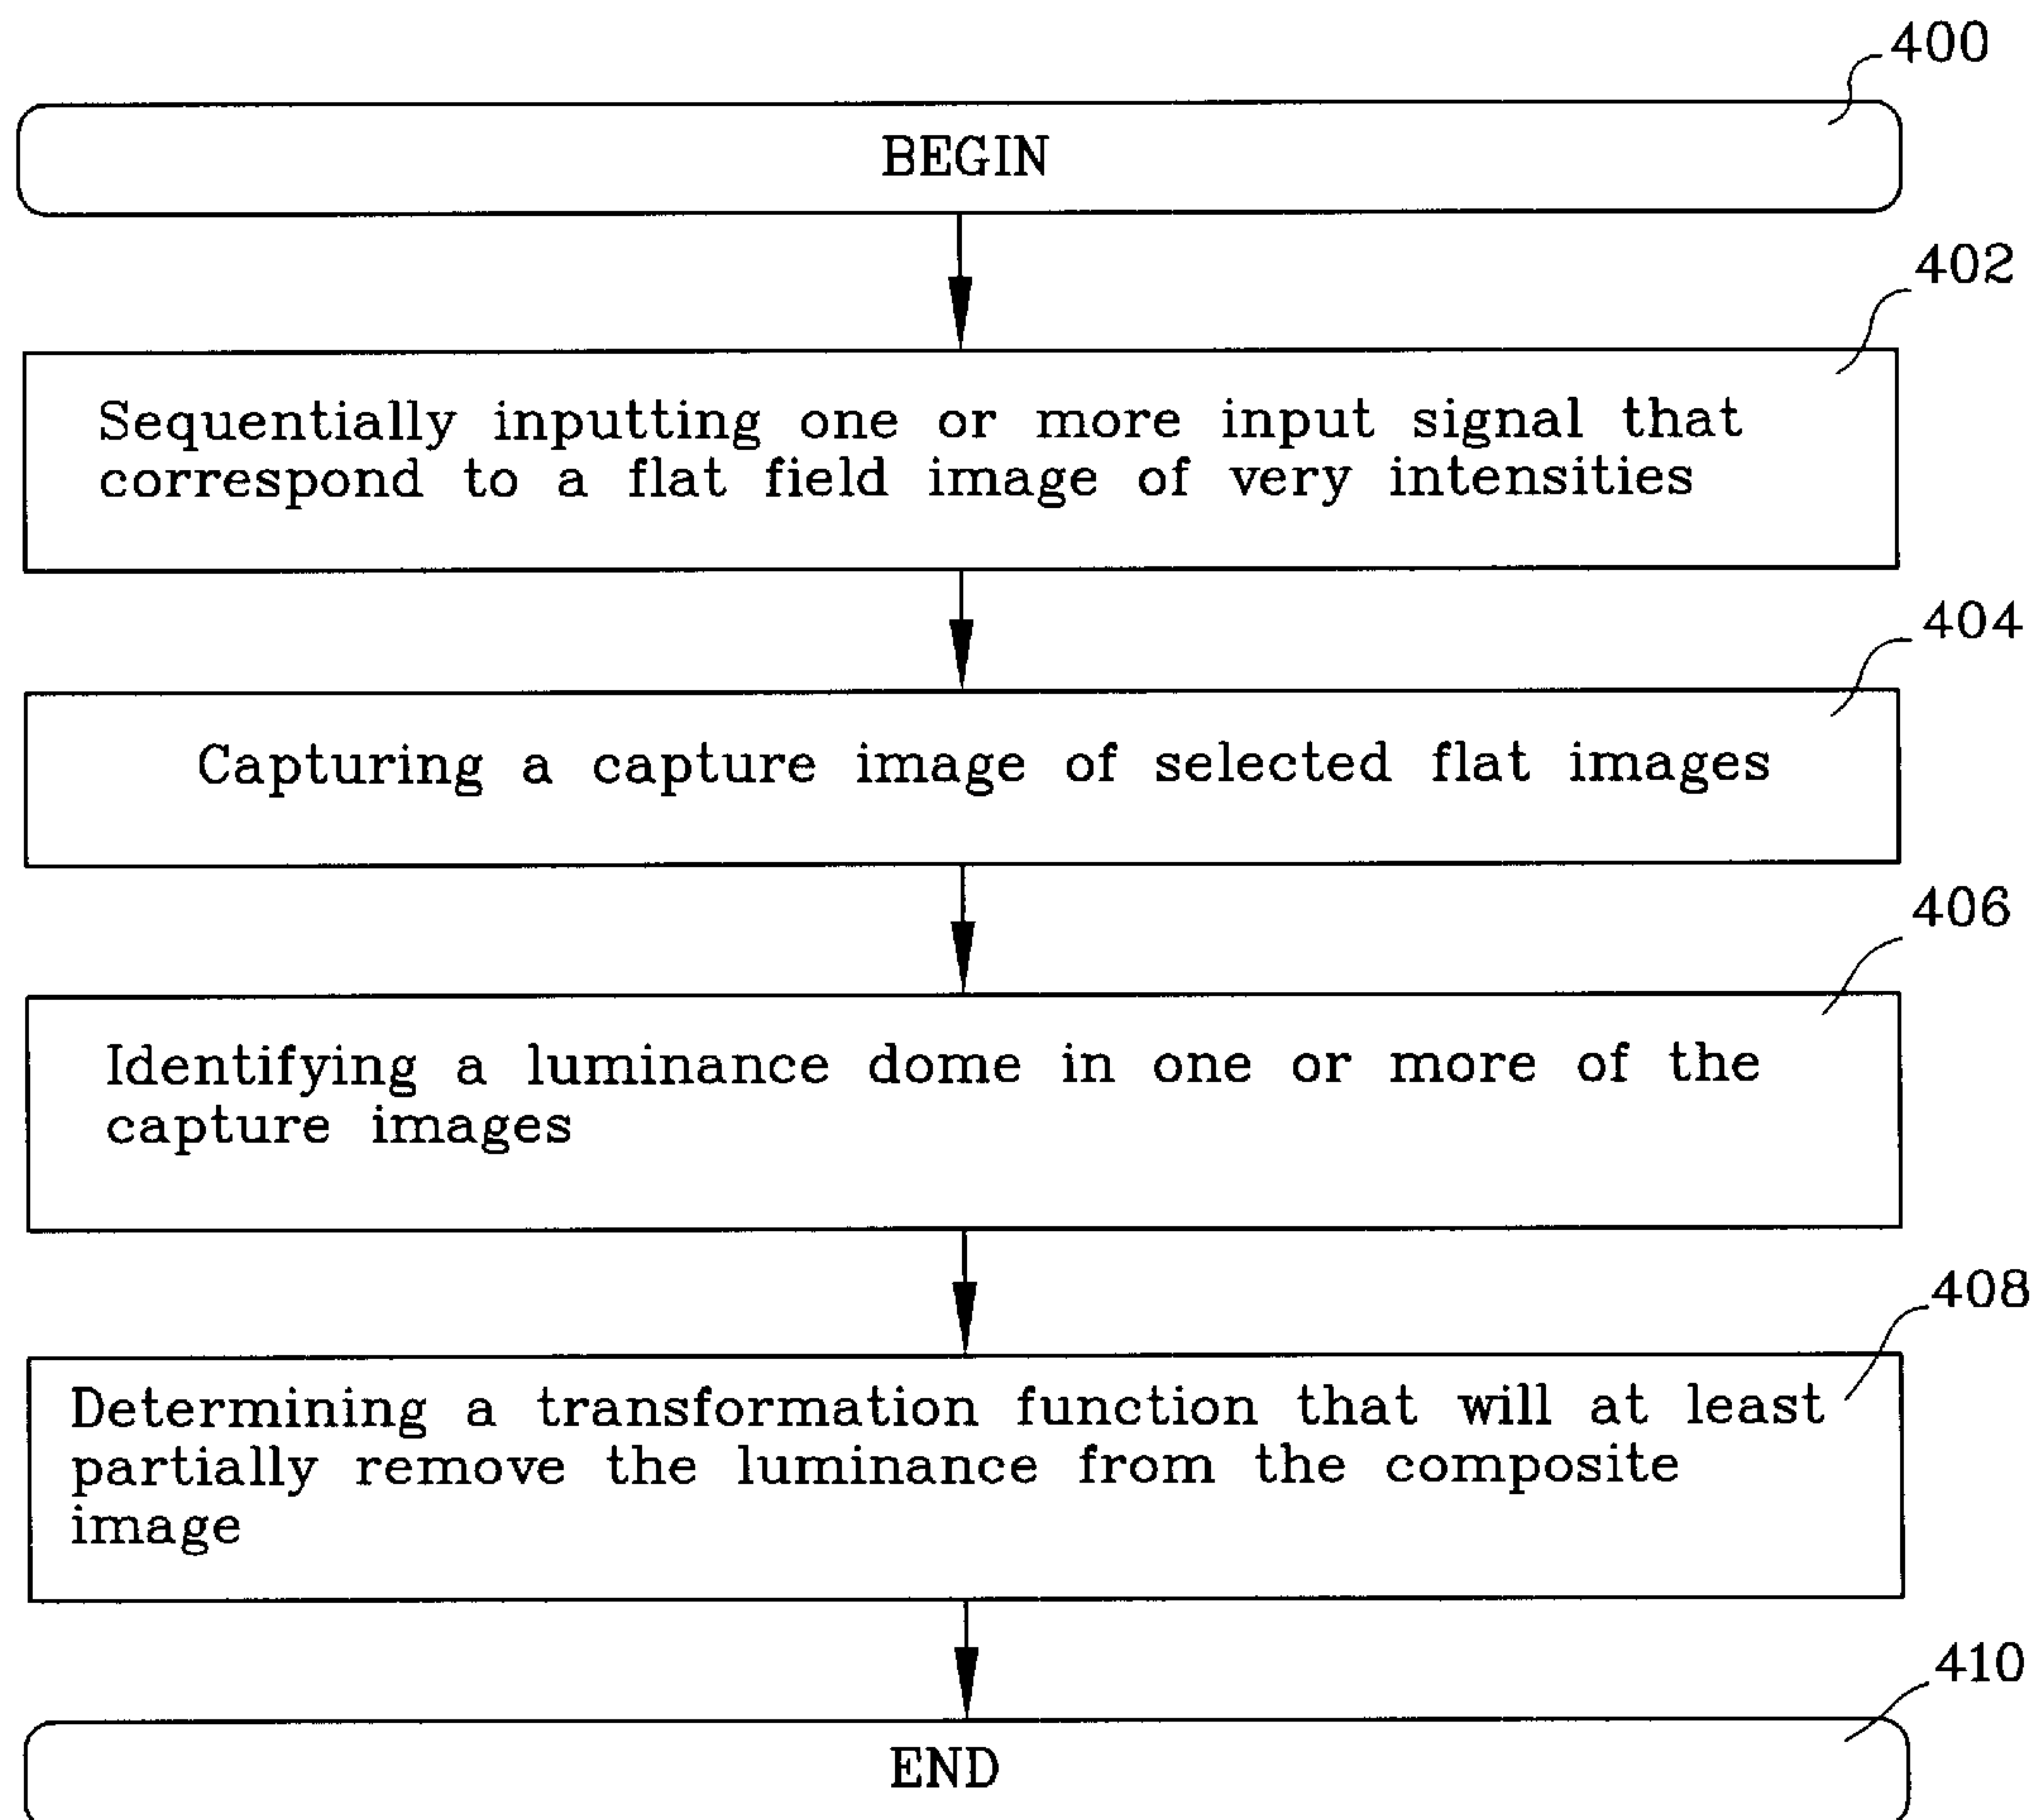 400
BEGIN
402
Sequentially inputting one or more input signal that
correspond to a flat field image of very intensities
404
Capturing a capture image of selected flat images
406
Identifying a luminance dome in one or more of the
capture images
408
Determining a transformation function that will at least
partially remove the luminance from the composite
image
410
END